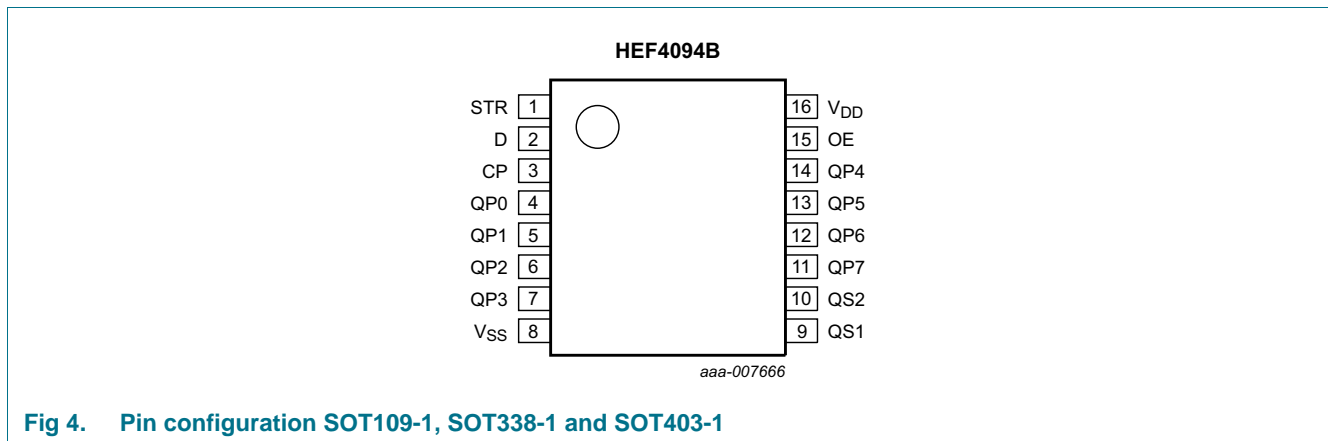 HEF4094B
STR 1 16 VDD
D 2 15 OE
CP 3 14 QP4
QP0 4 13 QP5
QP1 5 12 QP6
QP2 6 11 QP7
QP3 7 10 QS2
VSS 8 9 QS1
aaa-007666
Fig 4. Pin configuration SOT109-1, SOT338-1 and SOT403-1